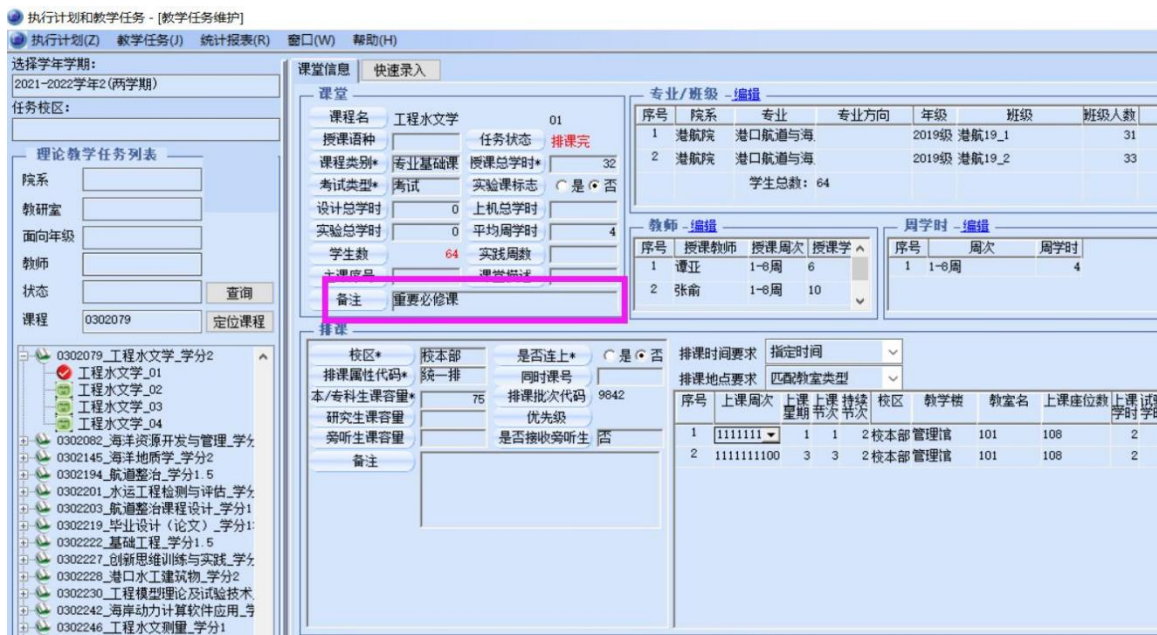 执行计划和教学任务 - [教学任务维护]
执行计划(Z) 教学任务(J) 统计报表(R) 窗口(W) 帮助(H)
选择学年学期:
2021-2022学年2(两学期)
任务校区:
理论教学任务列表
院系
教研室
面向年级
教师
状态 查询
课程 0302079 定位课程
0302079_工程水文学_学分2
工程水文学_01
工程水文学_02
工程水文学_03
工程水文学_04
0302082_海洋资源开发与管理_学分
0302145_海洋地质学_学分2
0302194_航道整治_学分1.5
0302201_水运工程检测与评估_学分
0302203_航道整治课程设计_学分1
0302219_毕业设计（论文）_学分1
0302222_基础工程_学分1.5
0302227_创新思维训练与实践_学分
0302228_港口水工建筑物_学分2
0302230_工程模型理论及试验技术
0302242_海岸动力计算软件应用_学
0302246_工程水文测量_学分1
课堂信息 快速录入
课堂
课程名 工程水文学 01
授课语种 任务状态 排课完
课程类别* 专业基础课 授课总学时* 32
考试类型* 考试 实验课标志 是 否
设计总学时 0 上机总学时
实验总学时 0 平均周学时 4
学生数 64 实践周数
主课序号 课堂描述
备注 重要必修课
专业/班级 -编辑
序号 院系 专业 专业方向 年级 班级 班级人数
1 港航院 港口航道与海 2019级 港航19_1 31
2 港航院 港口航道与海 2019级 港航19_2 33
学生总数: 64
教师 -编辑
序号 授课教师 授课周次 授课学
1 谭亚 1-8周 6
2 张俞 1-8周 10
周学时 -编辑
序号 周次 周学时
1 1-8周 4
排课
校区* 校本部 是否连上* 是 否
排课属性代码* 统一排 同时课号
本/专科生课容量* 75 排课批次代码 9842
研究生课容量 优先级
旁听生课容量 是否接收旁听生 否
备注
排课时间要求 指定时间
排课地点要求 匹配教室类型
序号 上课周次 上课星期 上课节次 持续节次 校区 教学楼 教室名 上课座位数 上课学时 试
1 1111111 1 1 2 校本部 管理馆 101 108 2
2 1111111100 3 3 2 校本部 管理馆 101 108 2